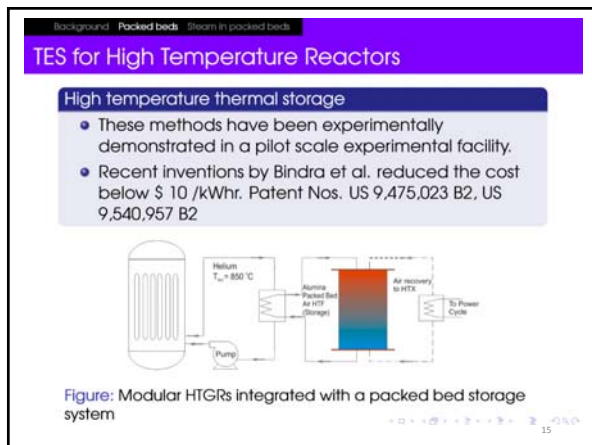 Background Packed beds Steam in packed beds
TES for High Temperature Reactors
High temperature thermal storage
These methods have been experimentally
demonstrated in a pilot scale experimental facility.
Recent inventions by Bindra et al. reduced the cost
below $ 10 /kWhr. Patent Nos. US 9,475,023 B2, US
9,540,957 B2
Helium
= 850 °C
Pump
Alumina
Packed Bed
Air HTF
(Storage)
Air recovery
to HTX
To Power
Cycle
Figure: Modular HTGRs integrated with a packed bed storage
system
15